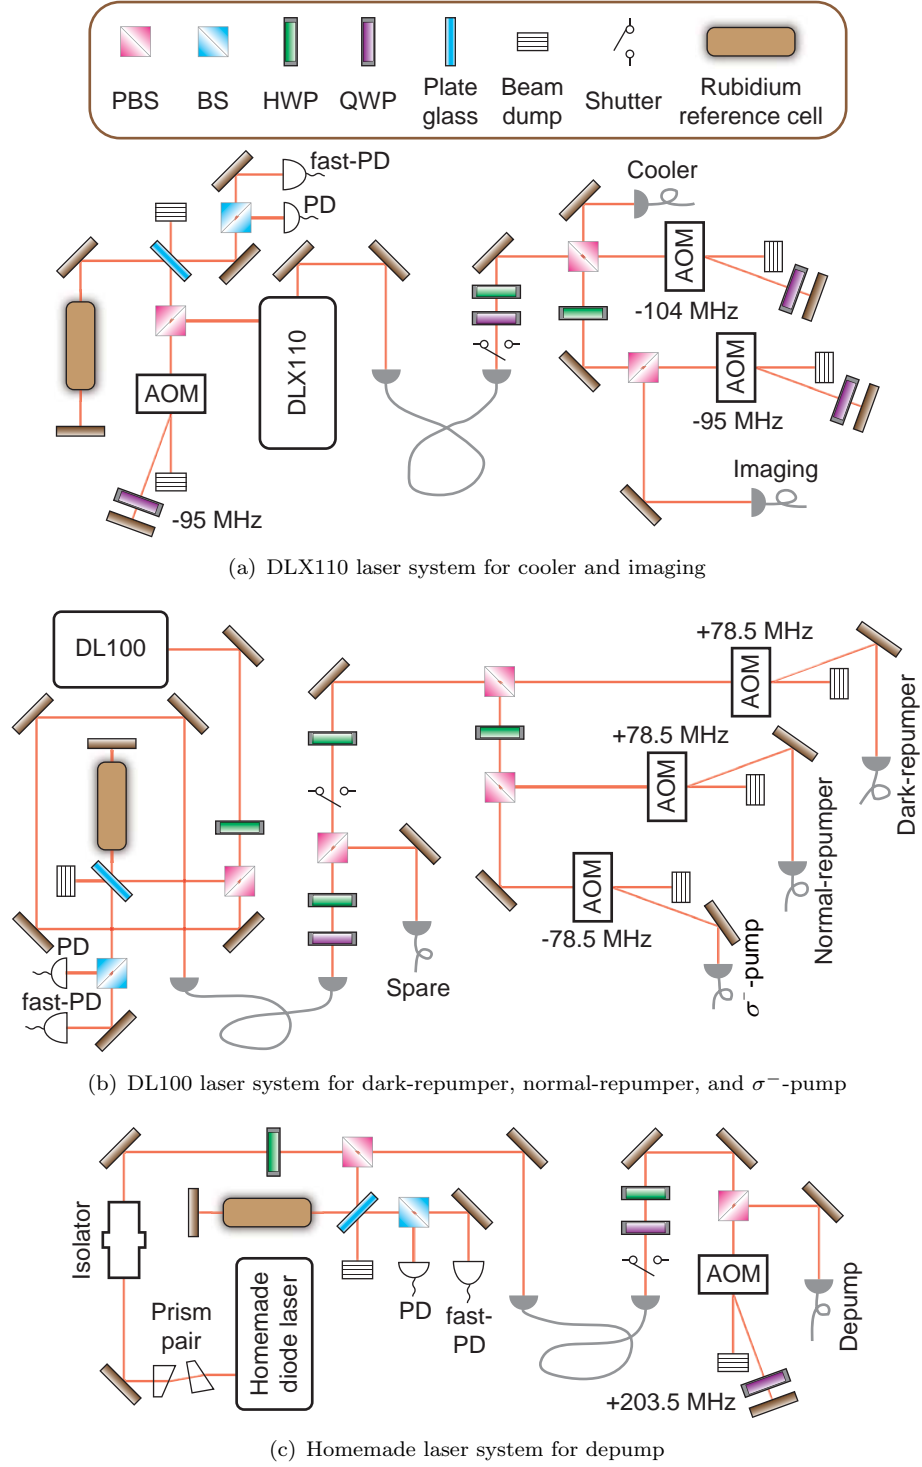 PBS BS HWP QWP Plate glass Beam dump Shutter Rubidium reference cell
fast-PD
PD
DLX110
AOM
-95 MHz
Cooler
AOM
-104 MHz
AOM
-95 MHz
Imaging
(a) DLX110 laser system for cooler and imaging
DL100
PD
fast-PD
Spare
+78.5 MHz
AOM
Dark-repumper
+78.5 MHz
AOM
Normal-repumper
AOM
-78.5 MHz
σ⁻-pump
(b) DL100 laser system for dark-repumper, normal-repumper, and σ⁻-pump
Isolator
Prism
pair
Homemade
diode laser
PD
fast-
PD
AOM
+203.5 MHz
Depump
(c) Homemade laser system for depump